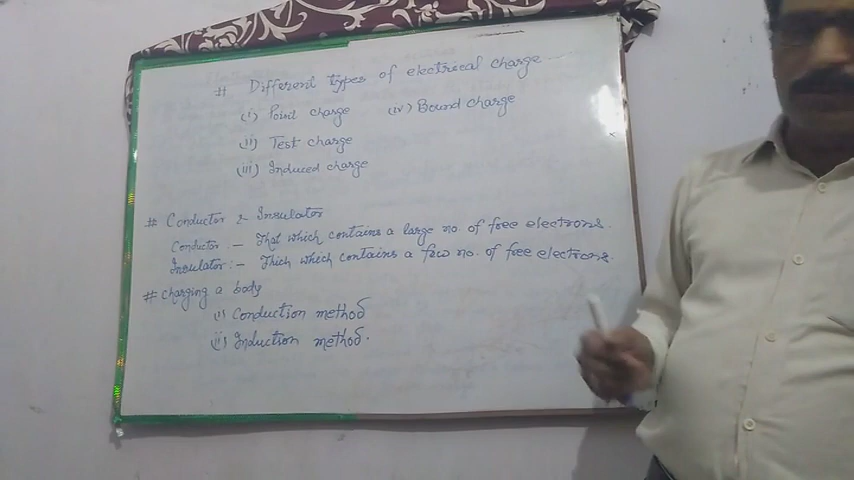 # Different types of electrical charge
(i) Point charge (iv) Bound charge
(ii) Test charge
(iii) Induced charge
# Conductor & Insulator
Conductor :- That which contains a large no. of free electrons.
Insulator :- Thich which contains a few no. of free electrons.
# Charging a body
(i) Conduction method
(ii) Induction method.